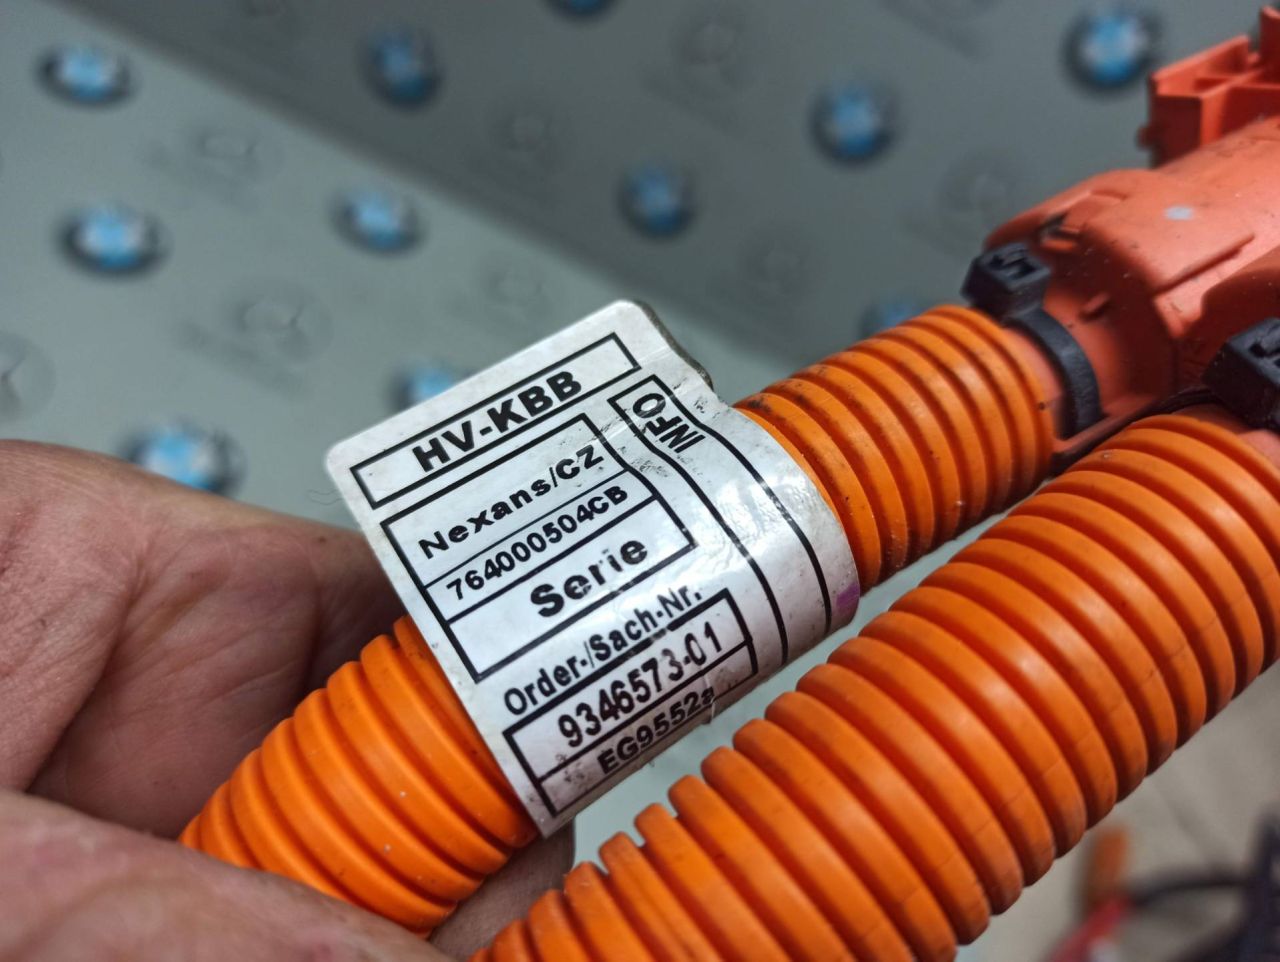 HV-KBB
INFO
Nexans/CZ
764000504CB
Serie
Order-/Sach-Nr.
9346573-01
EG9552a